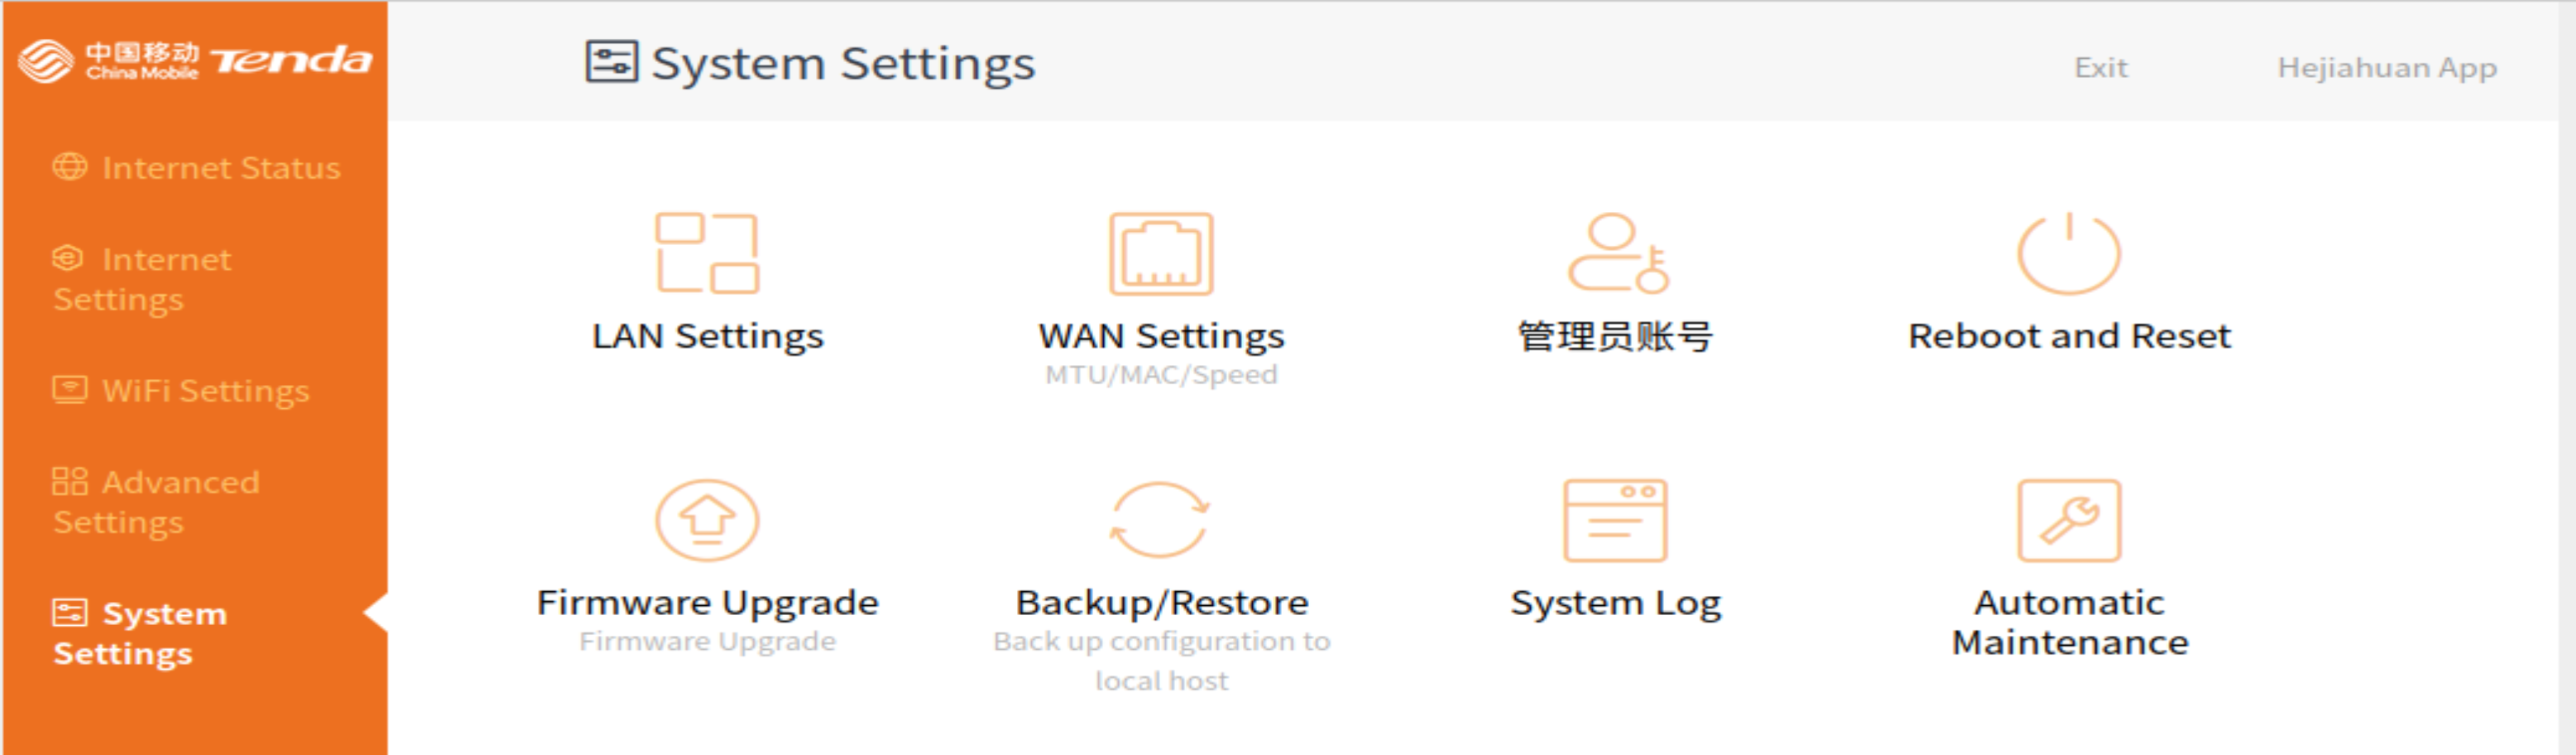 中国移动
China Mobile
Tenda
System Settings
Exit
Hejiahuan App
Internet Status
Internet
Settings
WiFi Settings
Advanced
Settings
System
Settings
LAN Settings
WAN Settings
MTU/MAC/Speed
管理员账号
Reboot and Reset
Firmware Upgrade
Firmware Upgrade
Backup/Restore
Back up configuration to
local host
System Log
Automatic
Maintenance